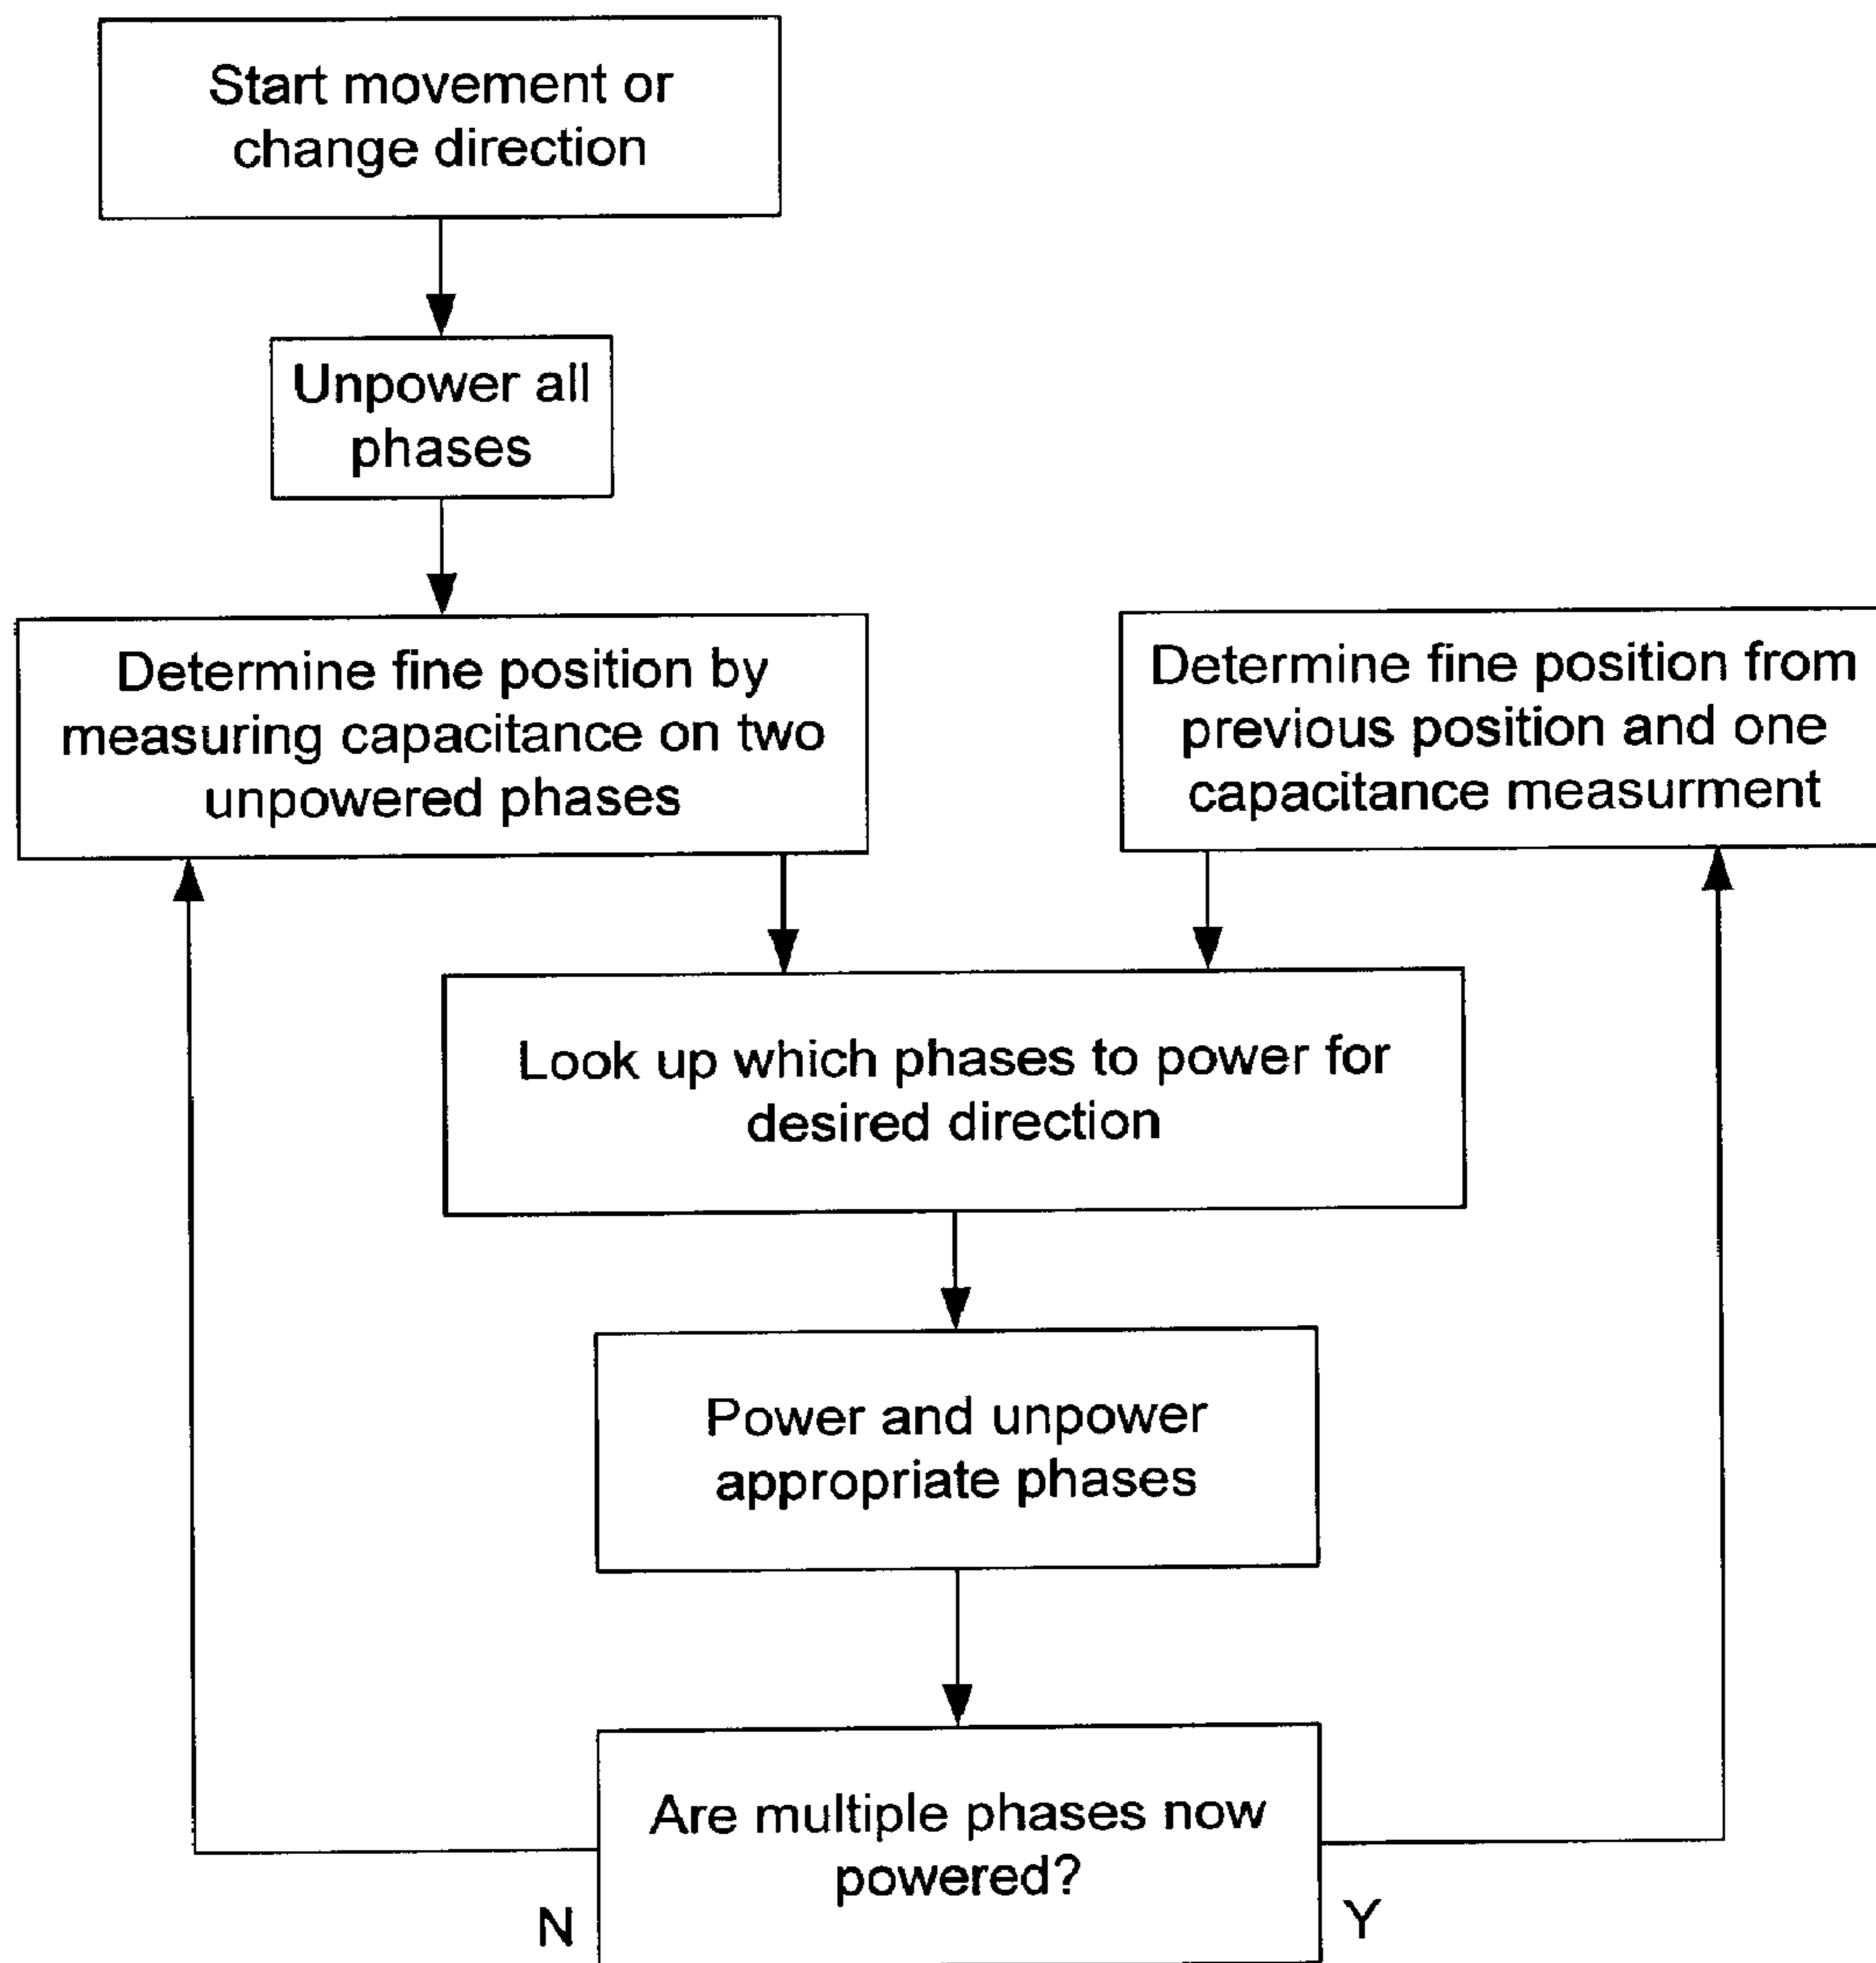 Start movement or
change direction
Unpower all
phases
Determine fine position by
measuring capacitance on two
unpowered phases
Determine fine position from
previous position and one
capacitance measurment
Look up which phases to power for
desired direction
Power and unpower
appropriate phases
Are multiple phases now
powered?
N
Y